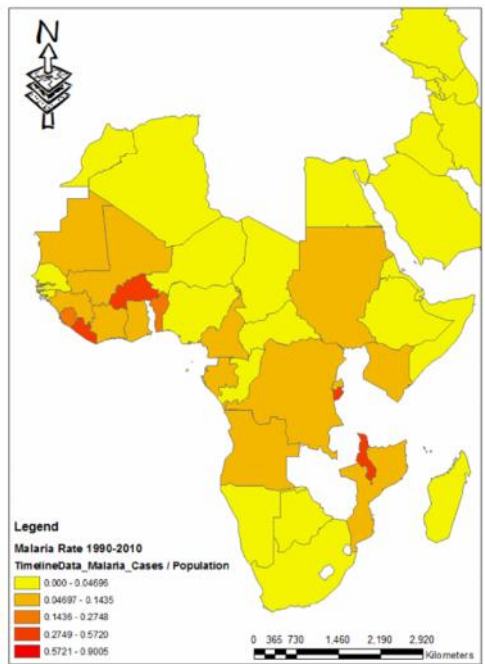 N
Legend
Malaria Rate 1990-2010
TimelineData_Malaria_Cases / Population
0.000 - 0.04696
0.04697 - 0.1435
0.1436 - 0.2748
0.2749 - 0.5720
0.5721 - 0.9005
0 365 730 1,460 2,190 2,920
Kilometers